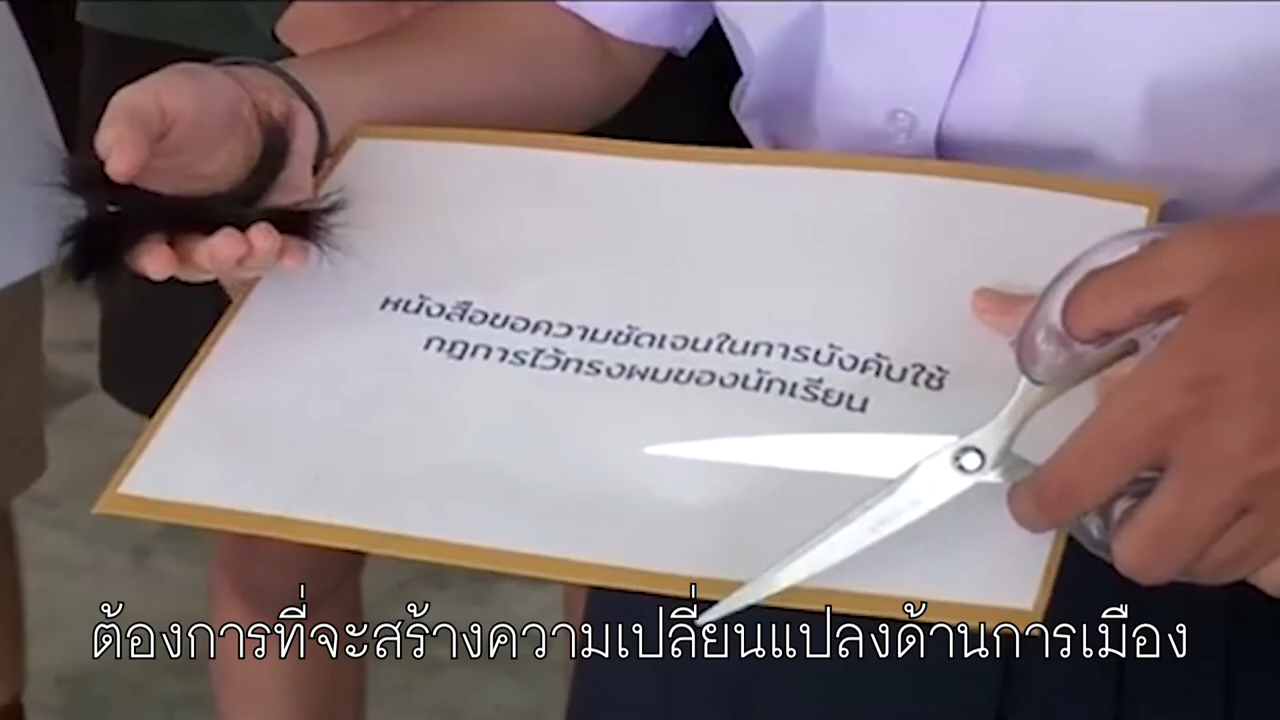 หนังสือขอความชัดเจนในการบังคับใช้
กฎการไว้ทรงผมของนักเรียน
ต้องการที่จะสร้างความเปลี่ยนแปลงด้านการเมือง